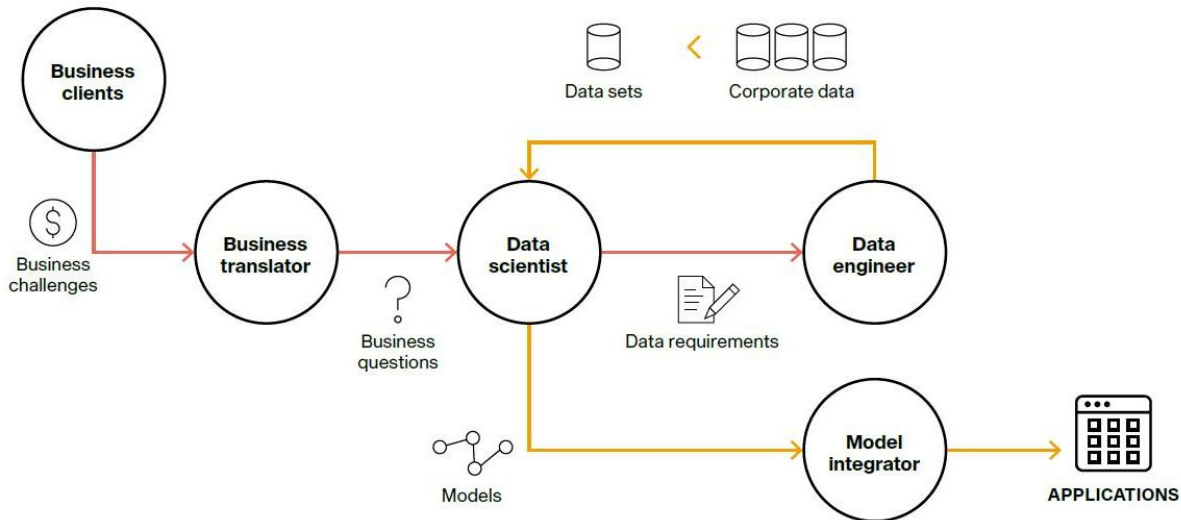 Business
clients
Data sets
Corporate data
Business
challenges
Business
translator
Business
questions
Data
scientist
Data requirements
Data
engineer
Models
Model
integrator
APPLICATIONS